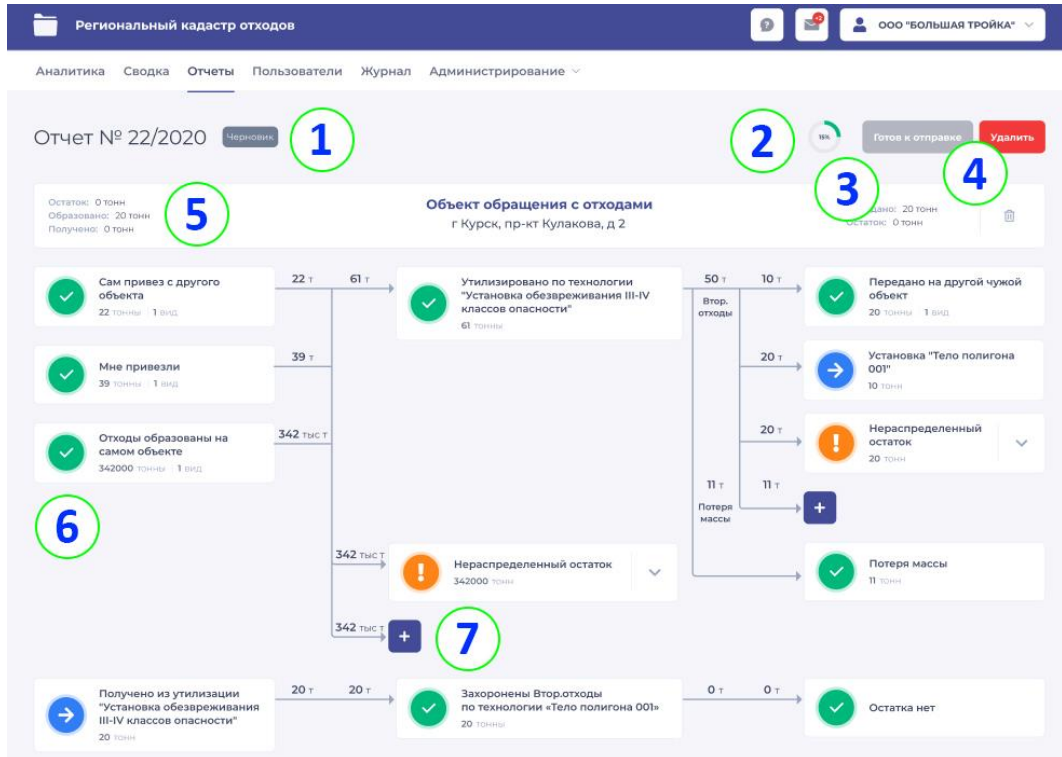 Региональный кадастр отходов
+2
ООО "БОЛЬШАЯ ТРОЙКА"
Аналитика Сводка Отчеты Пользователи Журнал Администрирование
Отчет № 22/2020 Черновик 1
2
Готов к отправке Удалить
3
4
Остаток: 0 тонн
Образовано: 20 тонн
Получено: 0 тонн
5
Объект обращения с отходами
г Курск, пр-кт Кулакова, д 2
20 тонн
Остаток: 0 тонн
Сам привез с другого
объекта
22 тонны 1 вид
22 т 61 т
Утилизировано по технологии
"Установка обезвреживания III-IV
классов опасности"
61 тонны
50 т 10 т
Втор.
отходы
Передано на другой чужой
объект
20 тонны 1 вид
Мне привезли
39 тонны 1 вид
39 т
20 т
Установка "Тело полигона
001"
10 тонн
Отходы образованы на
самом объекте
342000 тонны 1 вид
342 тыс т
20 т
Нераспределенный
остаток
20 тонн
6
11 т 11 т
Потеря
массы
+
342 тыс т
Нераспределенный остаток
342000 тонн
Потеря массы
11 тонн
342 тыс т
+
7
Получено из утилизации
"Установка обезвреживания
III-IV классов опасности"
20 тонн
20 т 20 т
Захоронены Втор.отходы
по технологии «Тело полигона 001»
20 тонны
0 т 0 т
Остатка нет